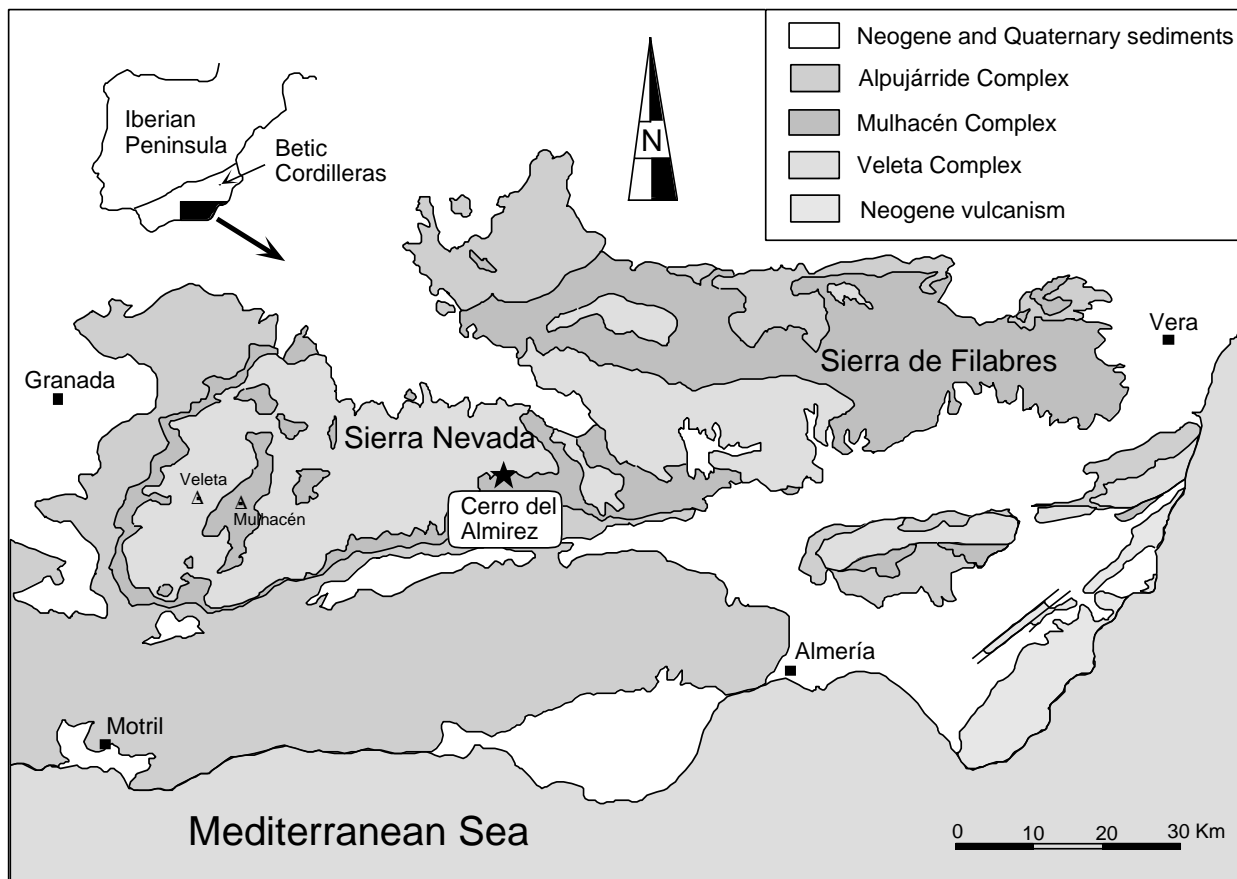 Neogene and Quaternary sediments
Alpujárride Complex
Mulhacén Complex
Veleta Complex
Neogene vulcanism
Iberian
Peninsula
Betic
Cordilleras
N
Vera
Granada
Sierra de Filabres
Sierra Nevada
Veleta
Mulhacén
Cerro del
Almirez
Almería
Motril
Mediterranean Sea
0 10 20 30 Km